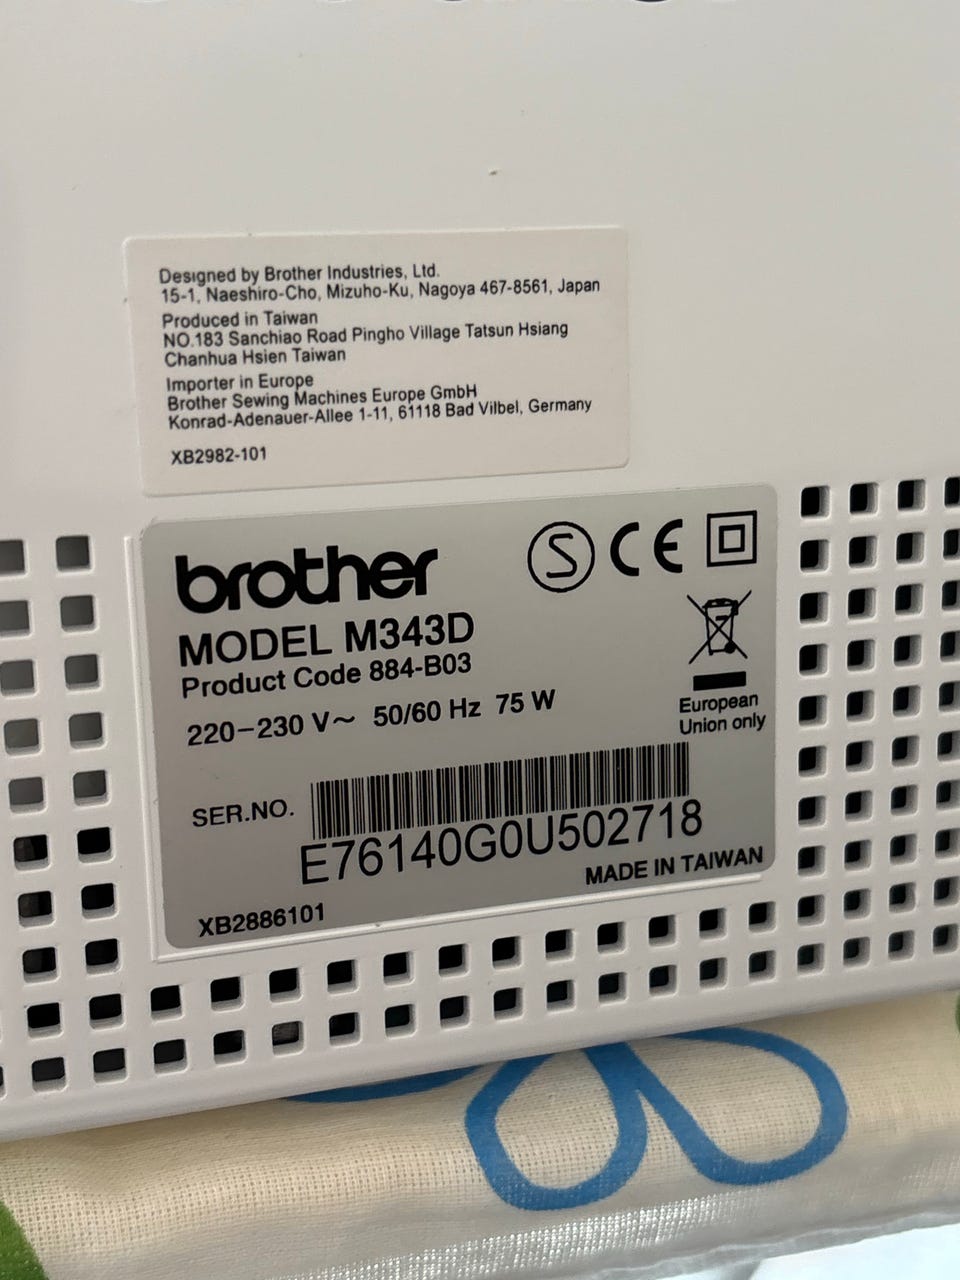 Designed by Brother Industries, Ltd.
15-1, Naeshiro-Cho, Mizuho-Ku, Nagoya 467-8561, Japan
Produced in Taiwan
NO.183 Sanchiao Road Pingho Village Tatsun Hsiang
Chanhua Hsien Taiwan
Importer in Europe
Brother Sewing Machines Europe GmbH
Konrad-Adenauer-Allee 1-11, 61118 Bad Vilbel, Germany
XB2982-101
brother
S CE
MODEL M343D
Product Code 884-B03
220-230 V~ 50/60 Hz 75 W
European
Union only
SER.NO.
E76140G0U502718
MADE IN TAIWAN
XB2886101